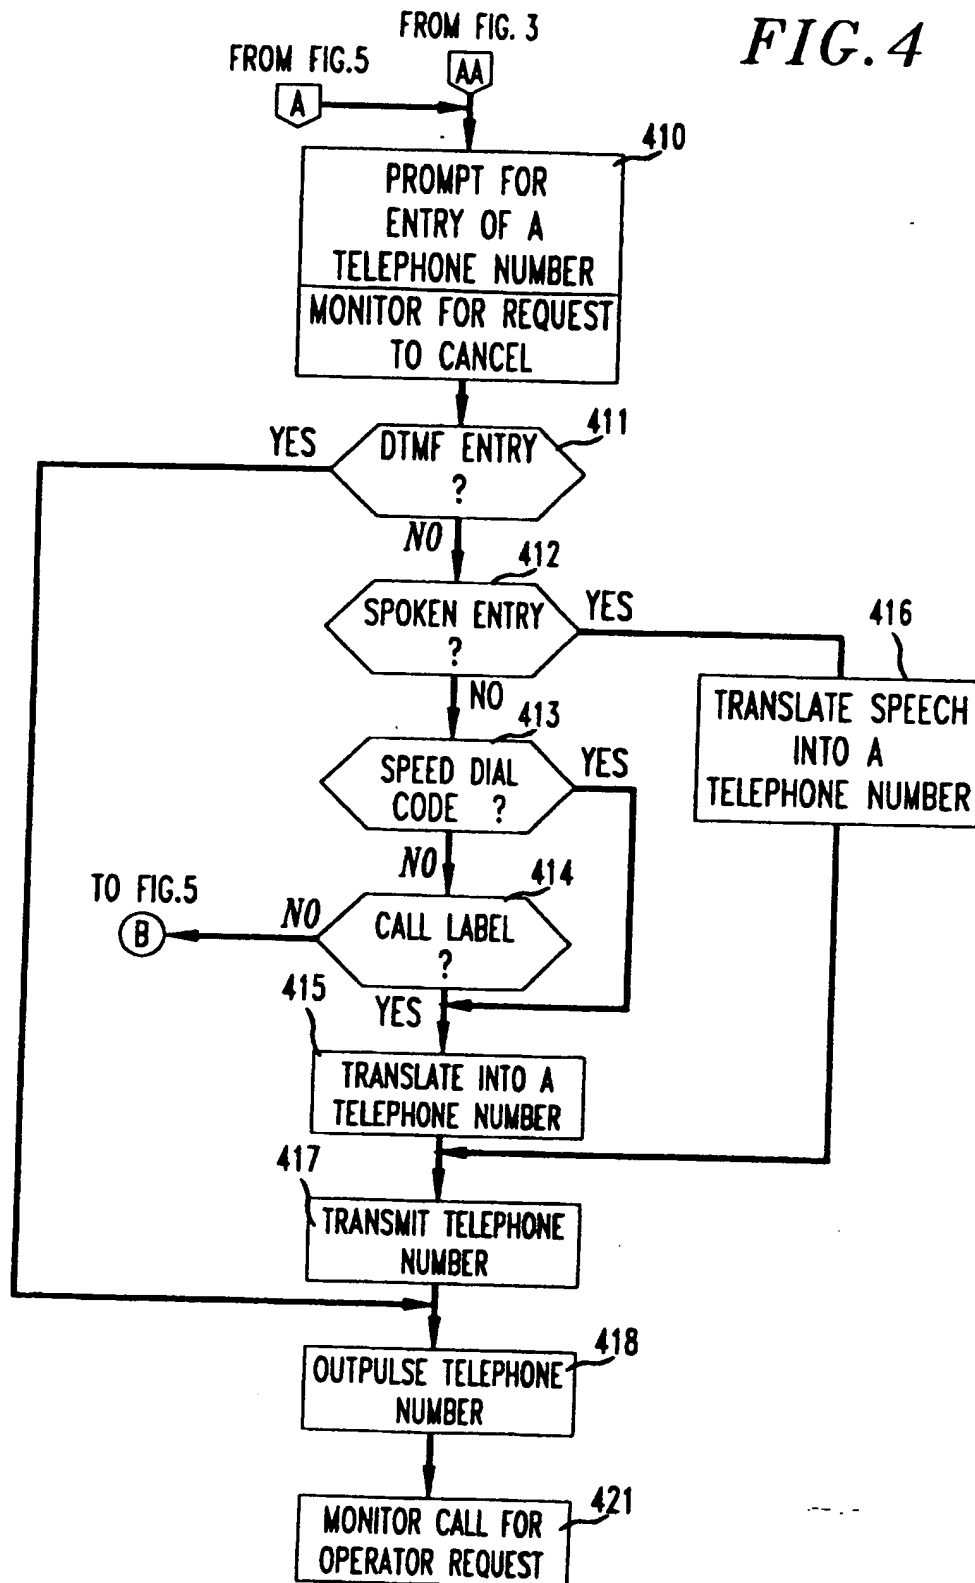 FIG. 4
FROM FIG. 3
AA
FROM FIG.5
A
410
PROMPT FOR
ENTRY OF A
TELEPHONE NUMBER
MONITOR FOR REQUEST
TO CANCEL
411
YES
DTMF ENTRY
?
NO
412
SPOKEN ENTRY
?
YES
416
TRANSLATE SPEECH
INTO A
TELEPHONE NUMBER
NO
413
SPEED DIAL
CODE ?
YES
NO
414
TO FIG.5
B
NO
CALL LABEL
?
415
YES
TRANSLATE INTO A
TELEPHONE NUMBER
417
TRANSMIT TELEPHONE
NUMBER
418
OUTPULSE TELEPHONE
NUMBER
421
MONITOR CALL FOR
OPERATOR REQUEST